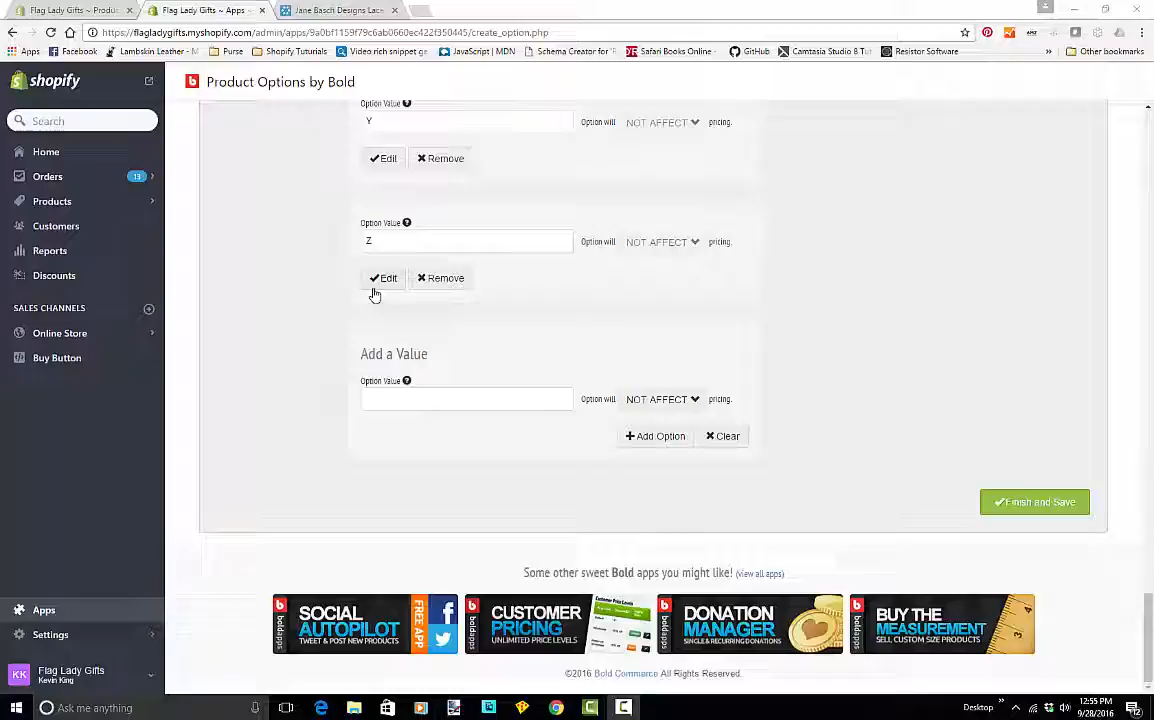 Flag Lady Gifts ~ Produ
Flag Lady Gifts ~ Apps ~
Jane Basch Designs Lace
https://flagladygifts.myshopify.com/admin/apps/9a0bf1159f79c6ab0660ec422f350445/create_option.php
Apps
Facebook
Lambskin Leather - M
Purse
Shopify Tutorials
Video rich snippet ge
JavaScript | MDN
Schema Creator for
Safari Books Online -
GitHub
Camtasia Studio 8 Tut
Resistor Software
»
Other bookmarks
shopify
Search
Home
Orders
13
Products
Customers
Reports
Discounts
SALES CHANNELS
Online Store
Buy Button
Apps
Settings
KK
Flag Lady Gifts
Kevin King
Product Options by Bold
Option Value ?
Y
Option will NOT AFFECT pricing.
Edit
Remove
Option Value ?
Z
Option will NOT AFFECT pricing.
Edit
Remove
Add a Value
Option Value ?
Option will NOT AFFECT pricing.
Add Option
Clear
Finish and Save
Some other sweet Bold apps you might like! (view all apps)
boldapps
SOCIAL
AUTOPILOT
AUTOMATE & POST NEW PRODUCTS
FREE APP
boldapps
CUSTOMER
PRICING
UNLIMITED PRICE LEVELS
boldapps
DONATION
MANAGER
SINGLE & RECURRING DONATIONS
boldapps
BUY THE
MEASUREMENT
SELL CUSTOM SIZE PRODUCTS
©2016 Bold Commerce All Rights Reserved.
Ask me anything
Desktop
»
12:55 PM
9/28/2016